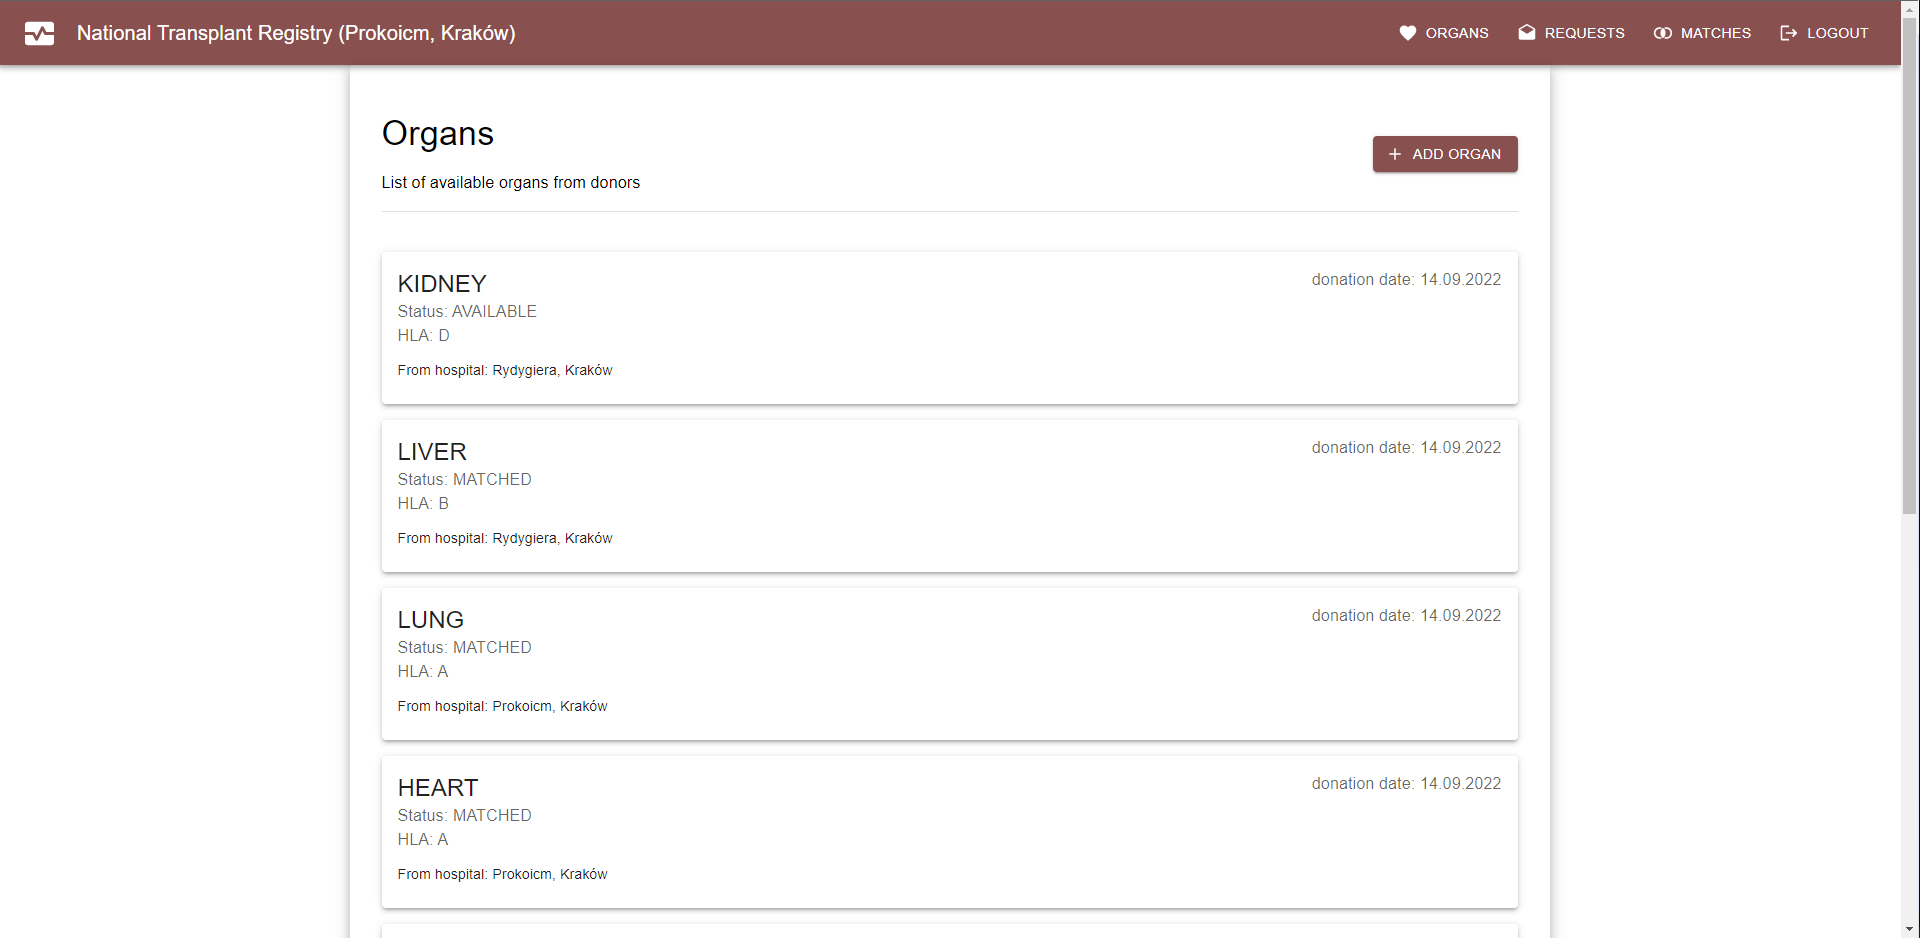 National Transplant Registry (Prokoicm, Kraków)
ORGANS
REQUESTS
MATCHES
LOGOUT
Organs
ADD ORGAN
List of available organs from donors
KIDNEY
donation date: 14.09.2022
Status: AVAILABLE
HLA: D
From hospital: Rydygiera, Kraków
LIVER
donation date: 14.09.2022
Status: MATCHED
HLA: B
From hospital: Rydygiera, Kraków
LUNG
donation date: 14.09.2022
Status: MATCHED
HLA: A
From hospital: Prokoicm, Kraków
HEART
donation date: 14.09.2022
Status: MATCHED
HLA: A
From hospital: Prokoicm, Kraków